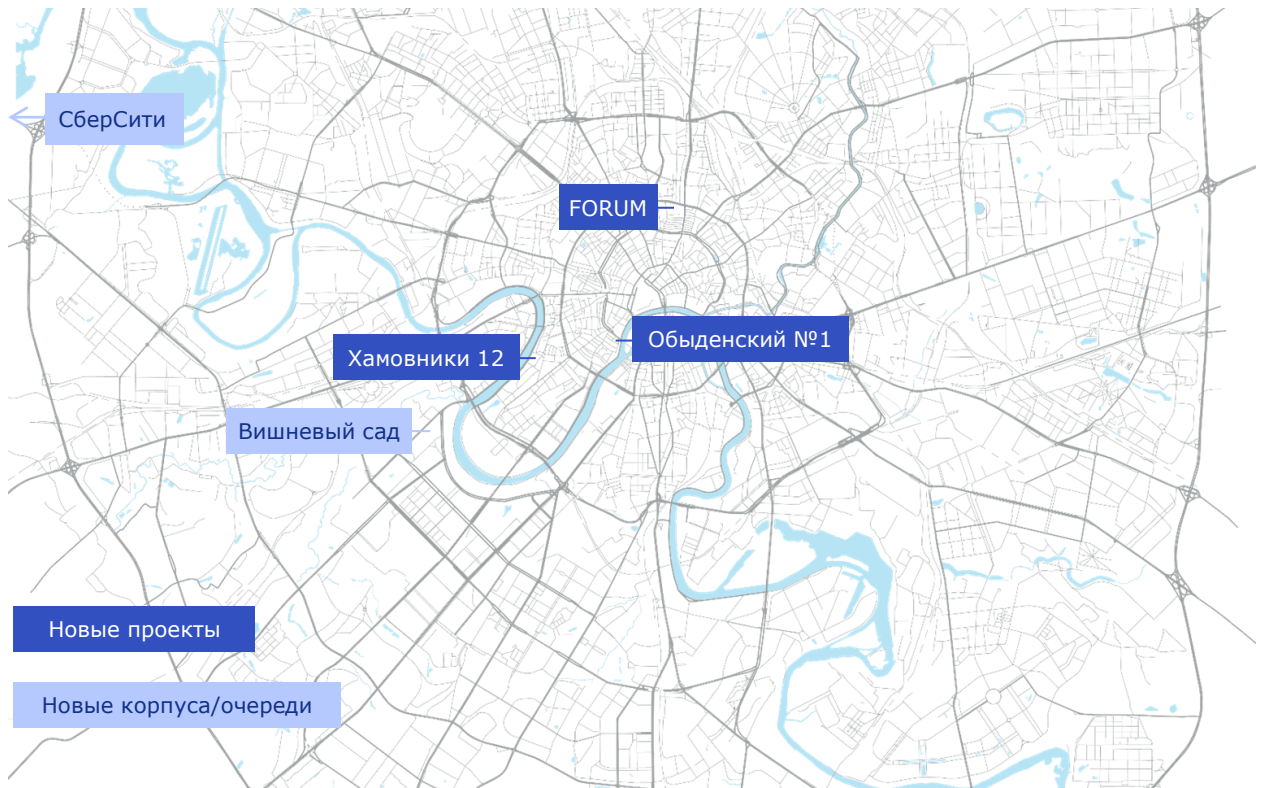 СберСити
FORUM
Обыденский №1
Хамовники 12
Вишневый сад
Новые проекты
Новые корпуса/очереди